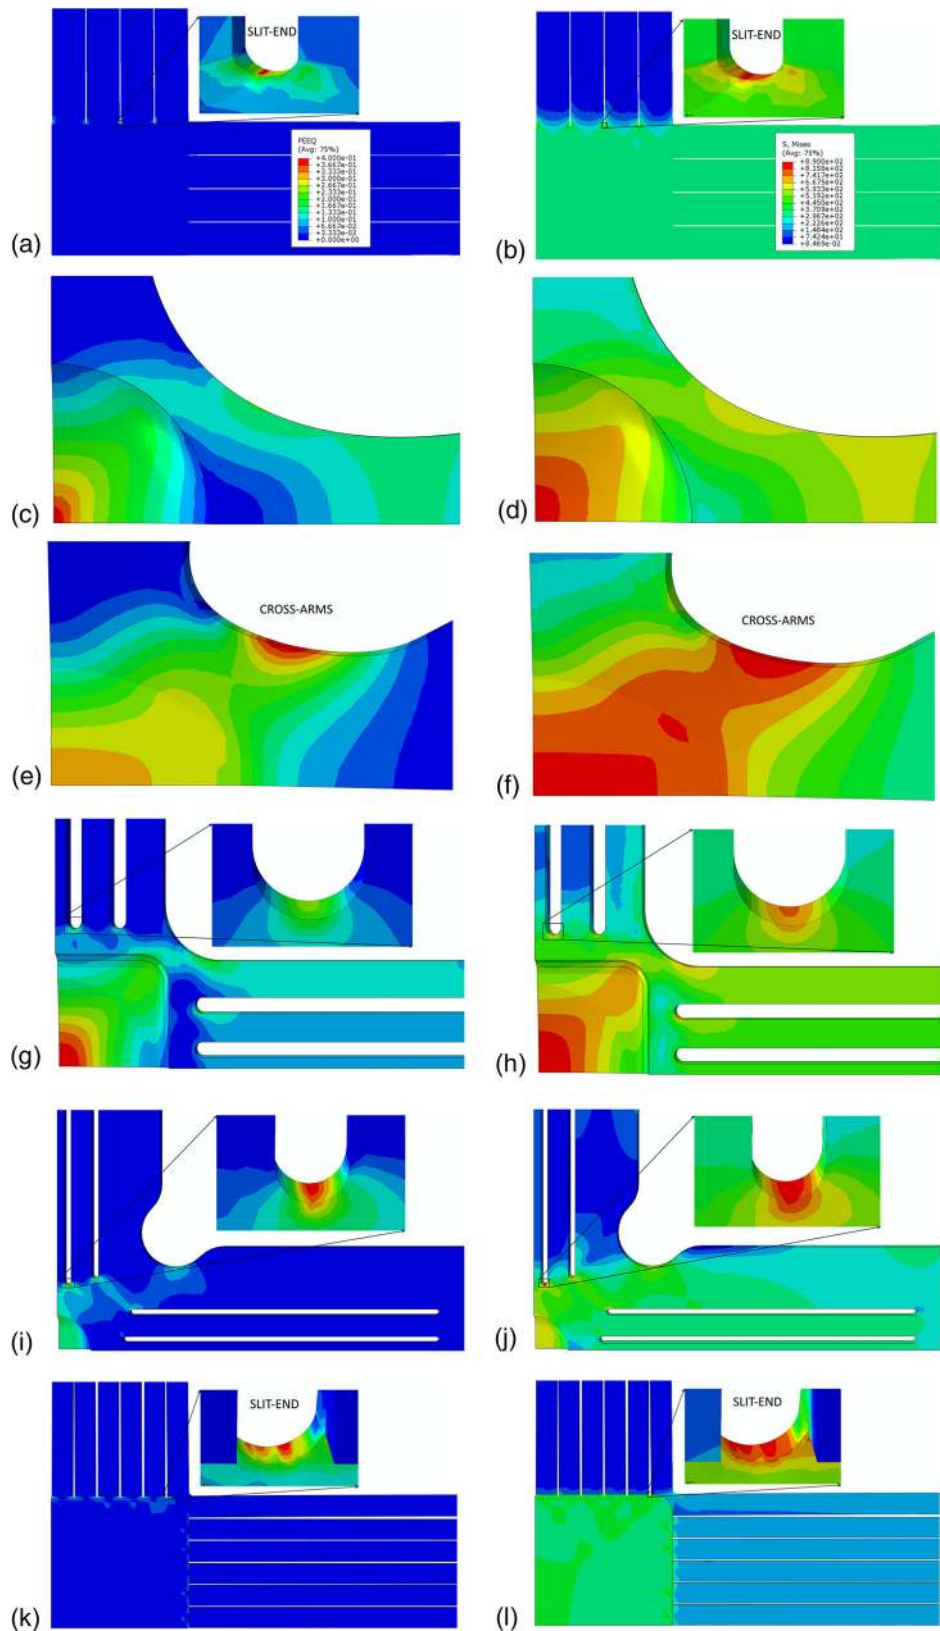 SLIT-END
SLIT-END
PEEQ
(Avg: 75%)
+4.000e-01
+3.667e-01
+3.333e-01
+3.000e-01
+2.667e-01
+2.333e-01
+2.000e-01
+1.667e-01
+1.333e-01
+1.000e-01
+6.667e-02
+3.333e-02
+0.000e+00
S, Mises
(Avg: 75%)
+8.900e+02
+8.158e+02
+7.417e+02
+6.675e+02
+5.933e+02
+5.192e+02
+4.450e+02
+3.709e+02
+2.967e+02
+2.226e+02
+1.484e+02
+7.424e+01
+8.469e-02
(a)
(b)
(c)
(d)
CROSS-ARMS
CROSS-ARMS
(e)
(f)
(g)
(h)
(i)
(j)
SLIT-END
SLIT-END
(k)
(l)